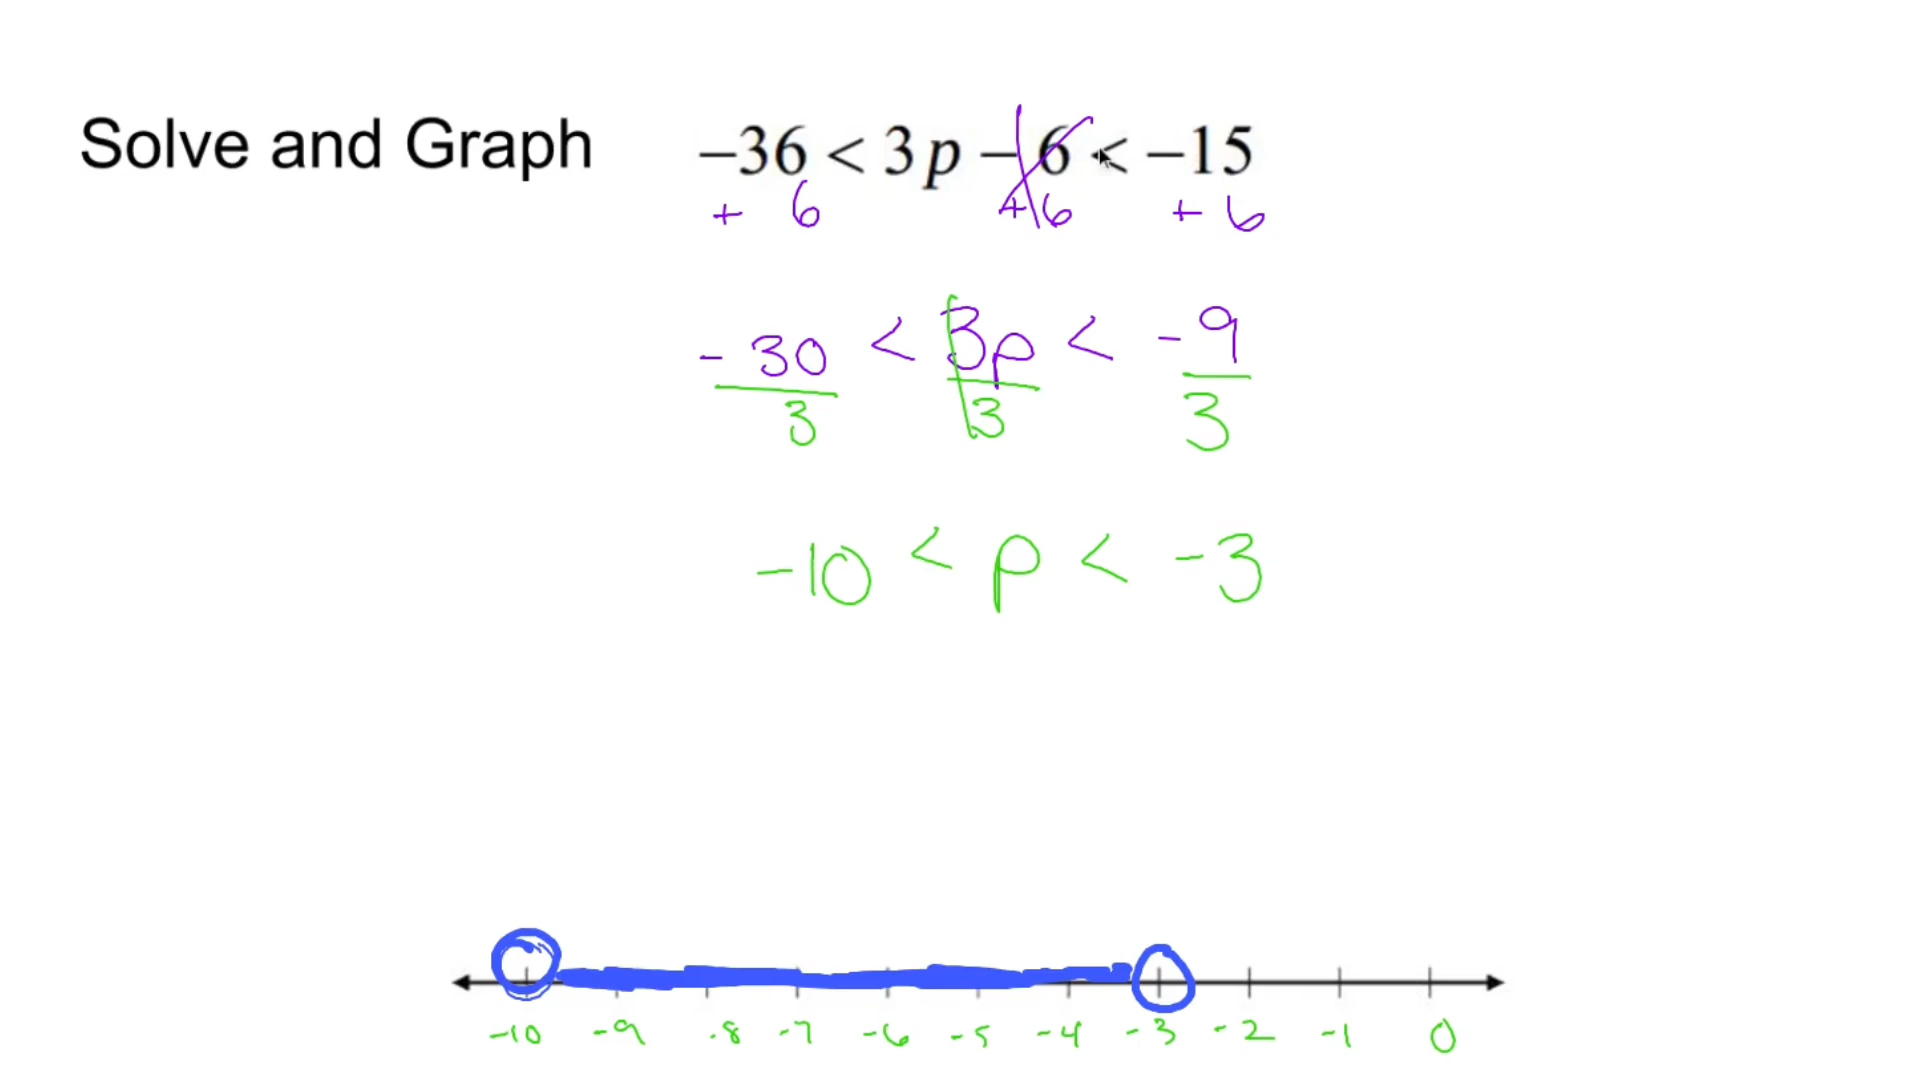 Solve and Graph −36 < 3p − 6 < −15
+ 6 +6 + 6
-30 < 3p < -9
3 3 3
-10 < p < -3
-10 -9 -8 -7 -6 -5 -4 -3 -2 -1 0